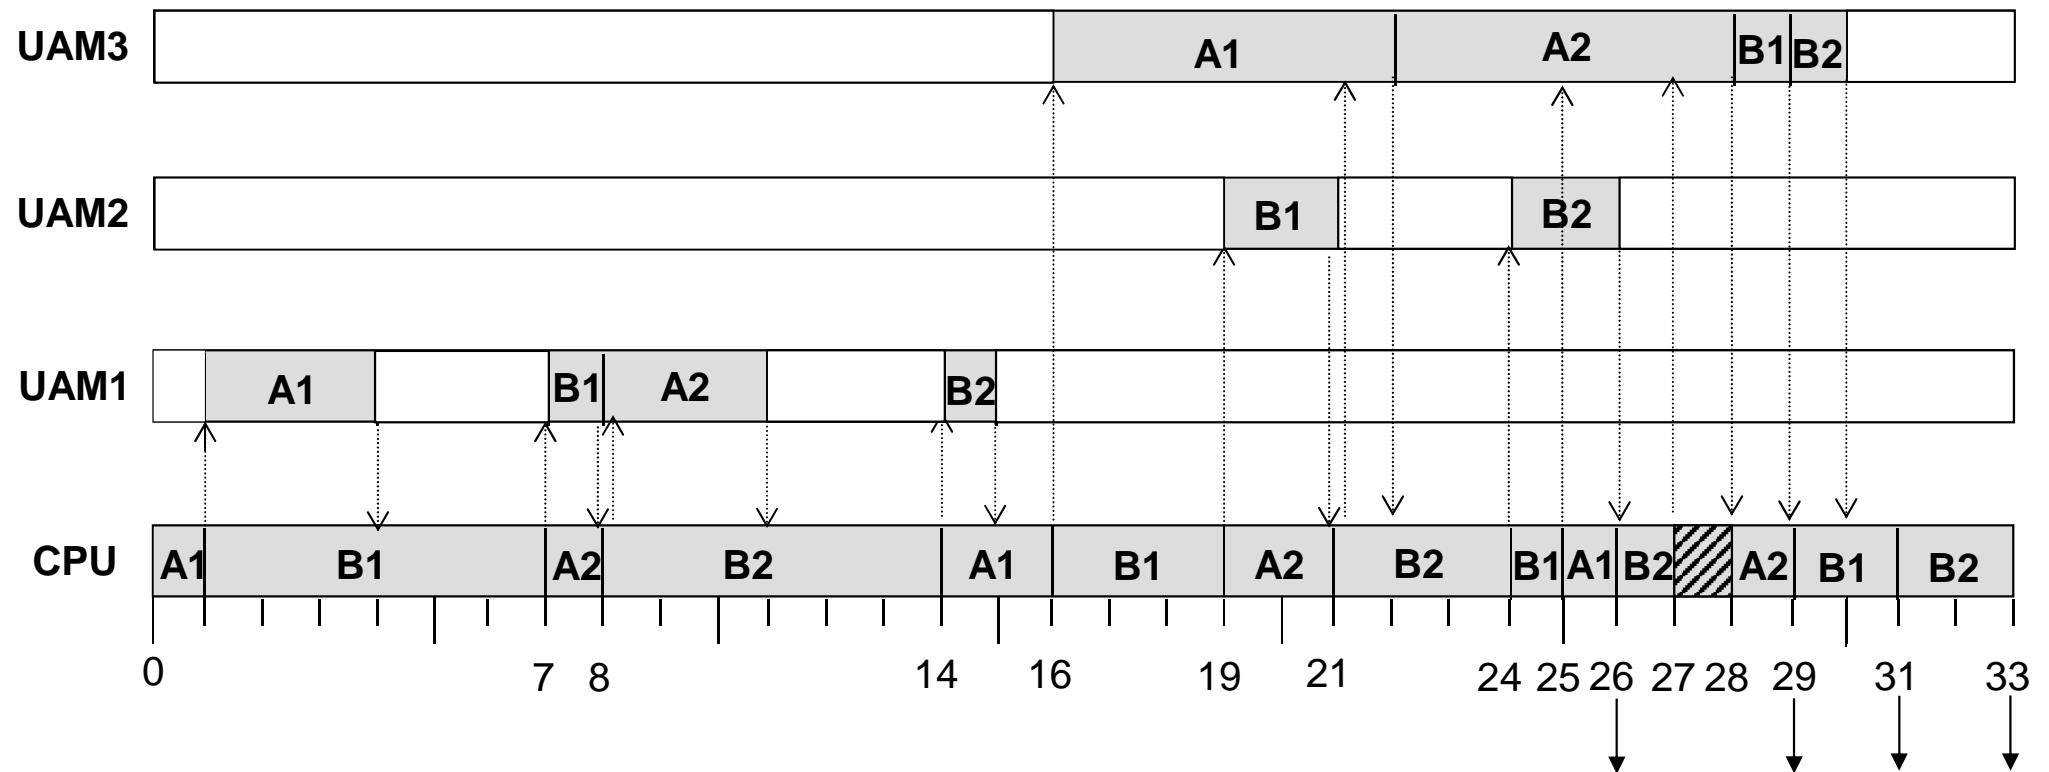 UAM3 A1 A2 B1 B2
UAM2 B1 B2
UAM1 A1 B1 A2 B2
CPU A1 B1 A2 B2 A1 B1 A2 B2 B1 A1 B2 A2 B1 B2
0 7 8 14 16 19 21 24 25 26 27 28 29 31 33